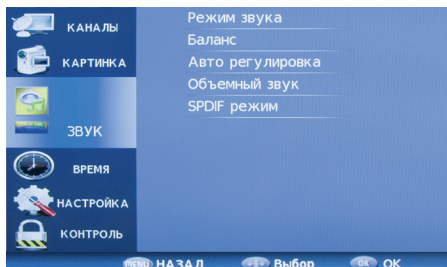 КАНАЛЫ
КАРТИНКА
ЗВУК
ВРЕМЯ
НАСТРОЙКА
КОНТРОЛЬ
Режим звука
Баланс
Авто регулировка
Объемный звук
SPDIF режим
MENU НАЗАД
Выбор
OK OK